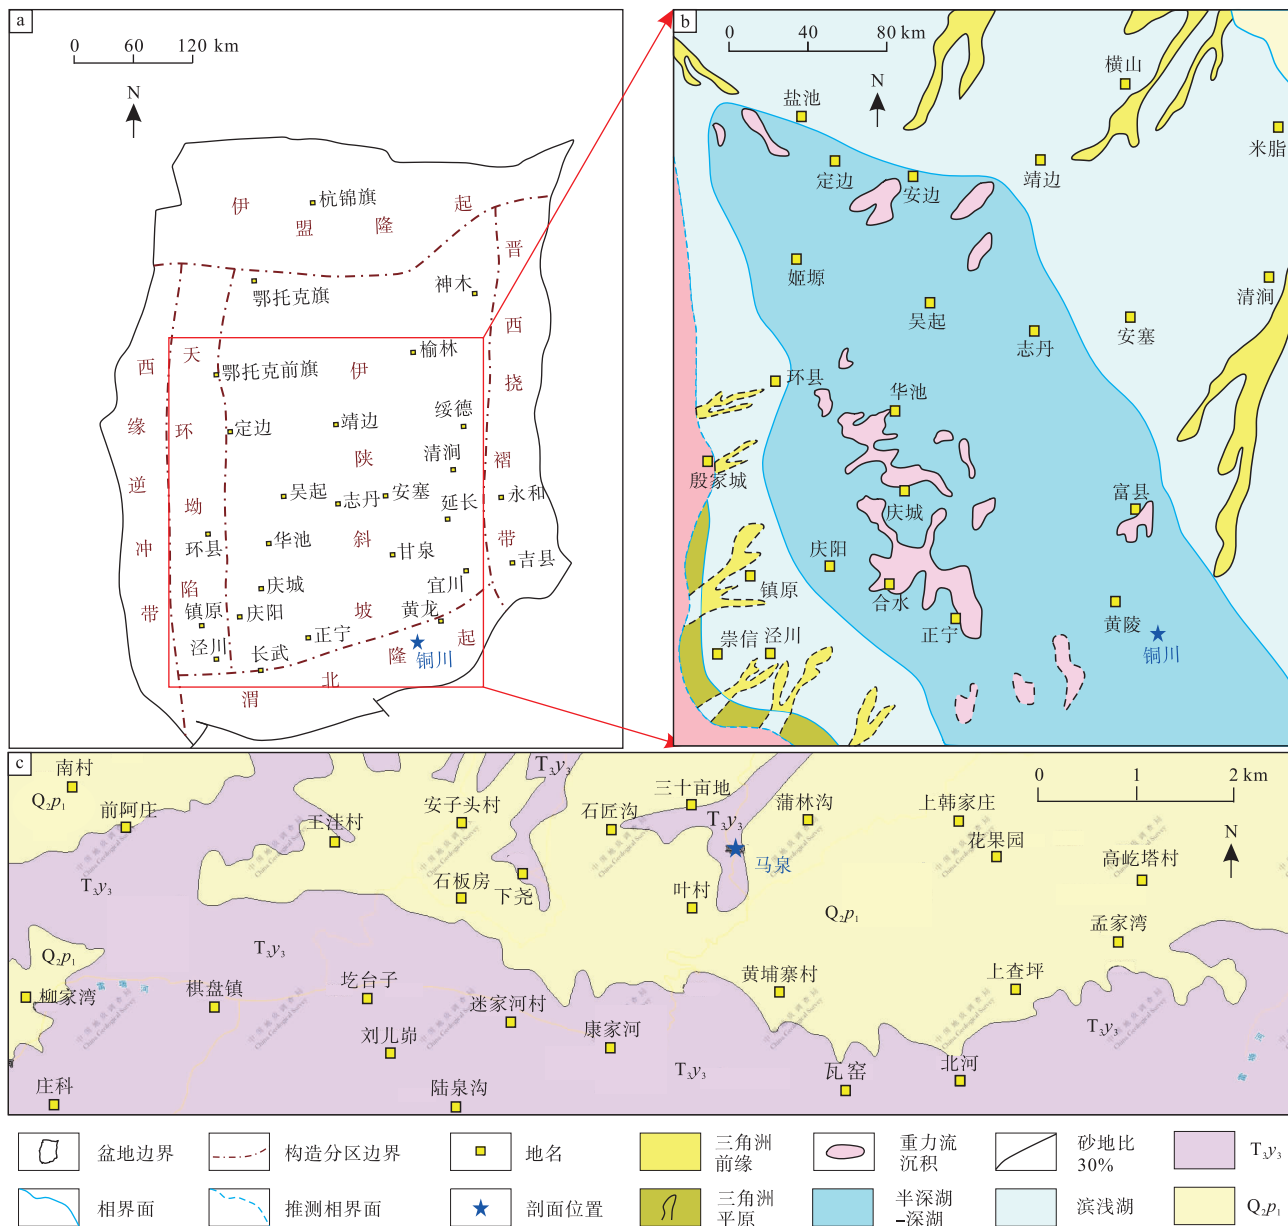 a
0 60 120 km
N
伊
盟
隆
起
杭锦旗
晋
西
挠
褶
带
鄂托克旗
神木
西
缘
逆
冲
带
天
环
坳
陷
鄂托克前旗
榆林
伊
陕
斜
坡
定边
靖边
绥德
清涧
吴起
志丹
安塞
延长
永和
环县
华池
甘泉
吉县
庆城
宜川
镇原
庆阳
黄龙
泾川
正宁
长武
铜川
渭
北
隆
起
b
0 40 80 km
N
横山
盐池
米脂
定边
安边
靖边
姬塬
清涧
吴起
志丹
安塞
环县
华池
殷家城
庆城
富县
庆阳
镇原
合水
黄陵
正宁
崇信
泾川
铜川
c
0 1 2 km
N
南村
Q₂p₁
前阿庄
王洼村
安子头村
T₃y₃
石匠沟
三十亩地
T₃y₃
蒲林沟
上韩家庄
花果园
高屹塔村
马泉
T₃y₃
石板房
下尧
叶村
Q₂p₁
孟家湾
Q₂p₁
T₃y₃
柳家湾
棋盘镇
圪台子
迷家河村
黄埔寨村
上查坪
刘儿峁
康家河
T₃y₃
T₃y₃
瓦窑
北河
庄科
陆泉沟
中国地质调查局
China Geological Survey
盆地边界
构造分区边界
地名
三角洲
前缘
重力流
沉积
砂地比
30%
T₃y₃
相界面
推测相界面
剖面位置
三角洲
平原
半深湖
–深湖
滨浅湖
Q₂p₁